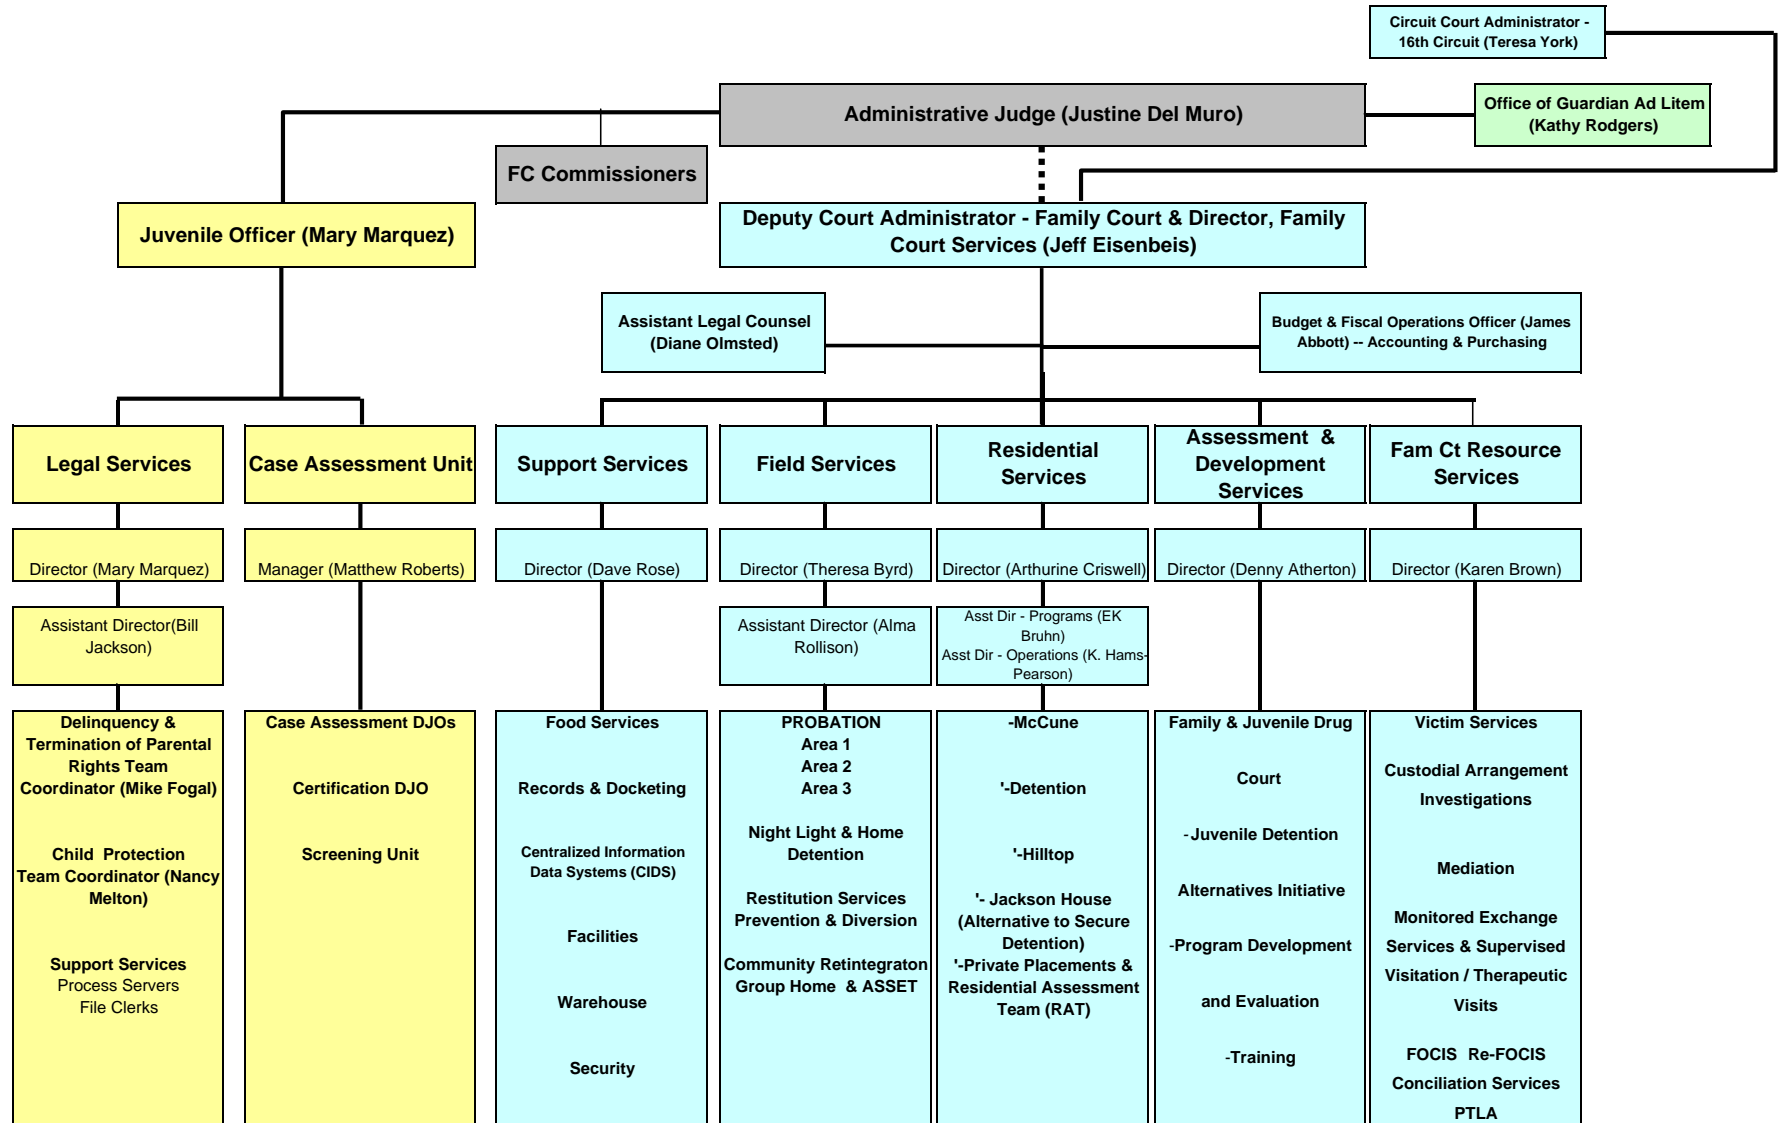 Circuit Court Administrator -
16th Circuit (Teresa York)
Administrative Judge (Justine Del Muro)
Office of Guardian Ad Litem
(Kathy Rodgers)
FC Commissioners
Juvenile Officer (Mary Marquez)
Deputy Court Administrator - Family Court & Director, Family
Court Services (Jeff Eisenbeis)
Assistant Legal Counsel
(Diane Olmsted)
Budget & Fiscal Operations Officer (James
Abbott) -- Accounting & Purchasing
Legal Services
Director (Mary Marquez)
Assistant Director(Bill
Jackson)
Delinquency &
Termination of Parental
Rights Team
Coordinator (Mike Fogal)
Child  Protection
Team Coordinator (Nancy
Melton)
Support Services
Process Servers
File Clerks
Case Assessment Unit
Manager (Matthew Roberts)
Case Assessment DJOs
Certification DJO
Screening Unit
Support Services
Director (Dave Rose)
Food Services
Records & Docketing
Centralized Information
Data Systems (CIDS)
Facilities
Warehouse
Security
Field Services
Director (Theresa Byrd)
Assistant Director (Alma
Rollison)
PROBATION
Area 1
Area 2
Area 3
Night Light & Home
Detention
Restitution Services
Prevention & Diversion
Community Retintegraton
Group Home  & ASSET
Residential
Services
Director (Arthurine Criswell)
Asst Dir - Programs (EK
Bruhn)
Asst Dir - Operations (K. Hams-
Pearson)
-McCune
'-Detention
'-Hilltop
'- Jackson House
(Alternative to Secure
Detention)
'-Private Placements &
Residential Assessment
Team (RAT)
Assessment  &
Development
Services
Director (Denny Atherton)
Family & Juvenile Drug
Court
-Juvenile Detention
Alternatives Initiative
-Program Development
and Evaluation
-Training
Fam Ct Resource
Services
Director (Karen Brown)
Victim Services
Custodial Arrangement
Investigations
Mediation
Monitored Exchange
Services & Supervised
Visitation / Therapeutic
Visits
FOCIS  Re-FOCIS
Conciliation Services
PTLA